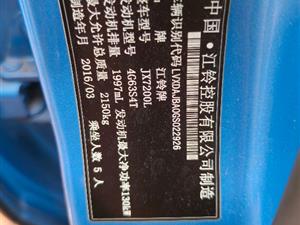 中国·江铃控股有限公司制造
车辆识别代码 LVXDAJBA0GS022926
品牌 江铃牌
整车型号 JX7200L
发动机型号 4G63S4T
发动机排量 1997mL 发动机最大净功率130kW
最大允许总质量 2150kg
制造年月 2016/03 乘坐人数 5人